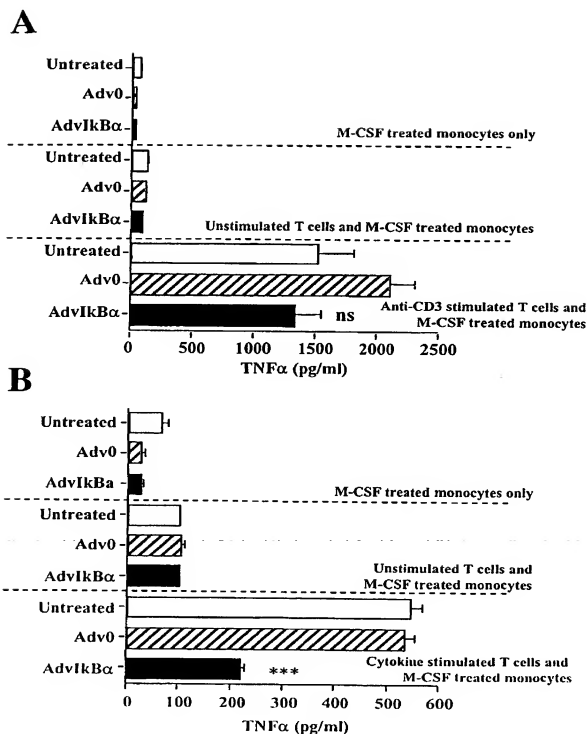 A
Untreated
Adv0
AdvIkBα
M-CSF treated monocytes only
Untreated
Adv0
AdvIkBα
Unstimulated T cells and M-CSF treated monocytes
Untreated
Adv0
AdvIkBα
ns
Anti-CD3 stimulated T cells and
M-CSF treated monocytes
0 500 1000 1500 2000 2500
TNFα (pg/ml)
B
Untreated
Adv0
AdvIkBa
M-CSF treated monocytes only
Untreated
Adv0
AdvIkBα
Unstimulated T cells and
M-CSF treated monocytes
Untreated
Adv0
AdvIkBα
***
Cytokine stimulated T cells and
M-CSF treated monocytes
0 100 200 300 400 500 600
TNFα (pg/ml)